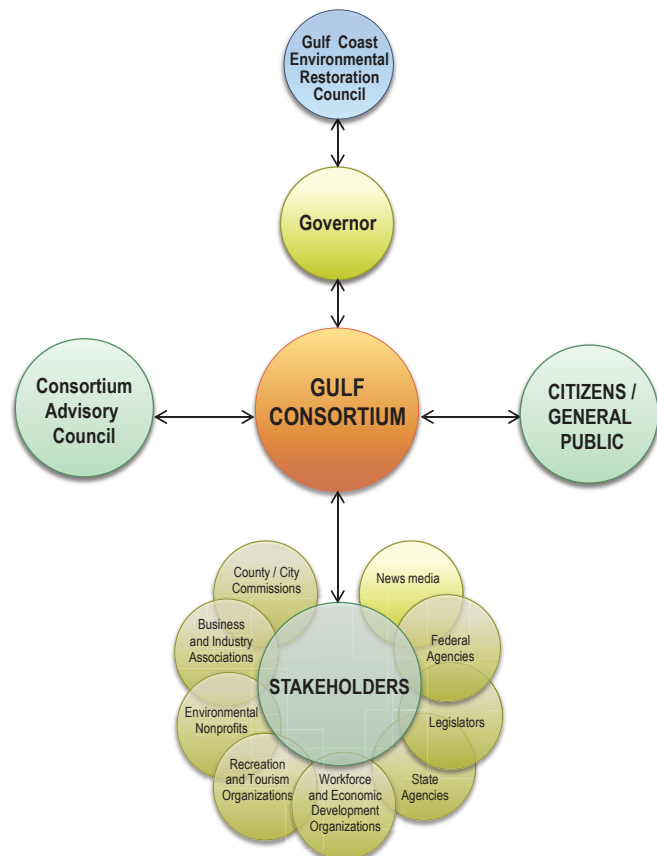 Gulf Coast
Environmental
Restoration
Council
Governor
Consortium
Advisory
Council
GULF
CONSORTIUM
CITIZENS /
GENERAL
PUBLIC
County / City
Commissions
News media
Business
and Industry
Associations
Federal
Agencies
STAKEHOLDERS
Environmental
Nonprofits
Legislators
Recreation
and Tourism
Organizations
Workforce
and Economic
Development
Organizations
State
Agencies